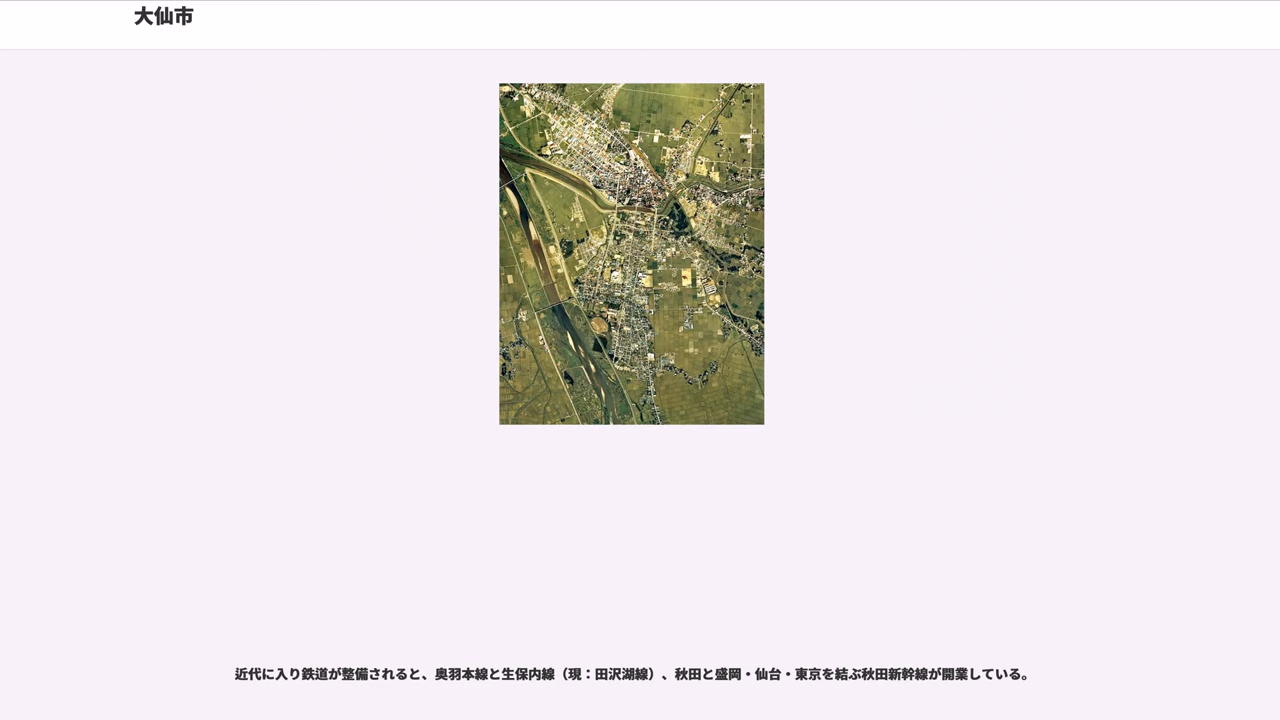 大仙市
近代に入り鉄道が整備されると、奥羽本線と生保内線（現：田沢湖線）、秋田と盛岡・仙台・東京を結ぶ秋田新幹線が開業している。